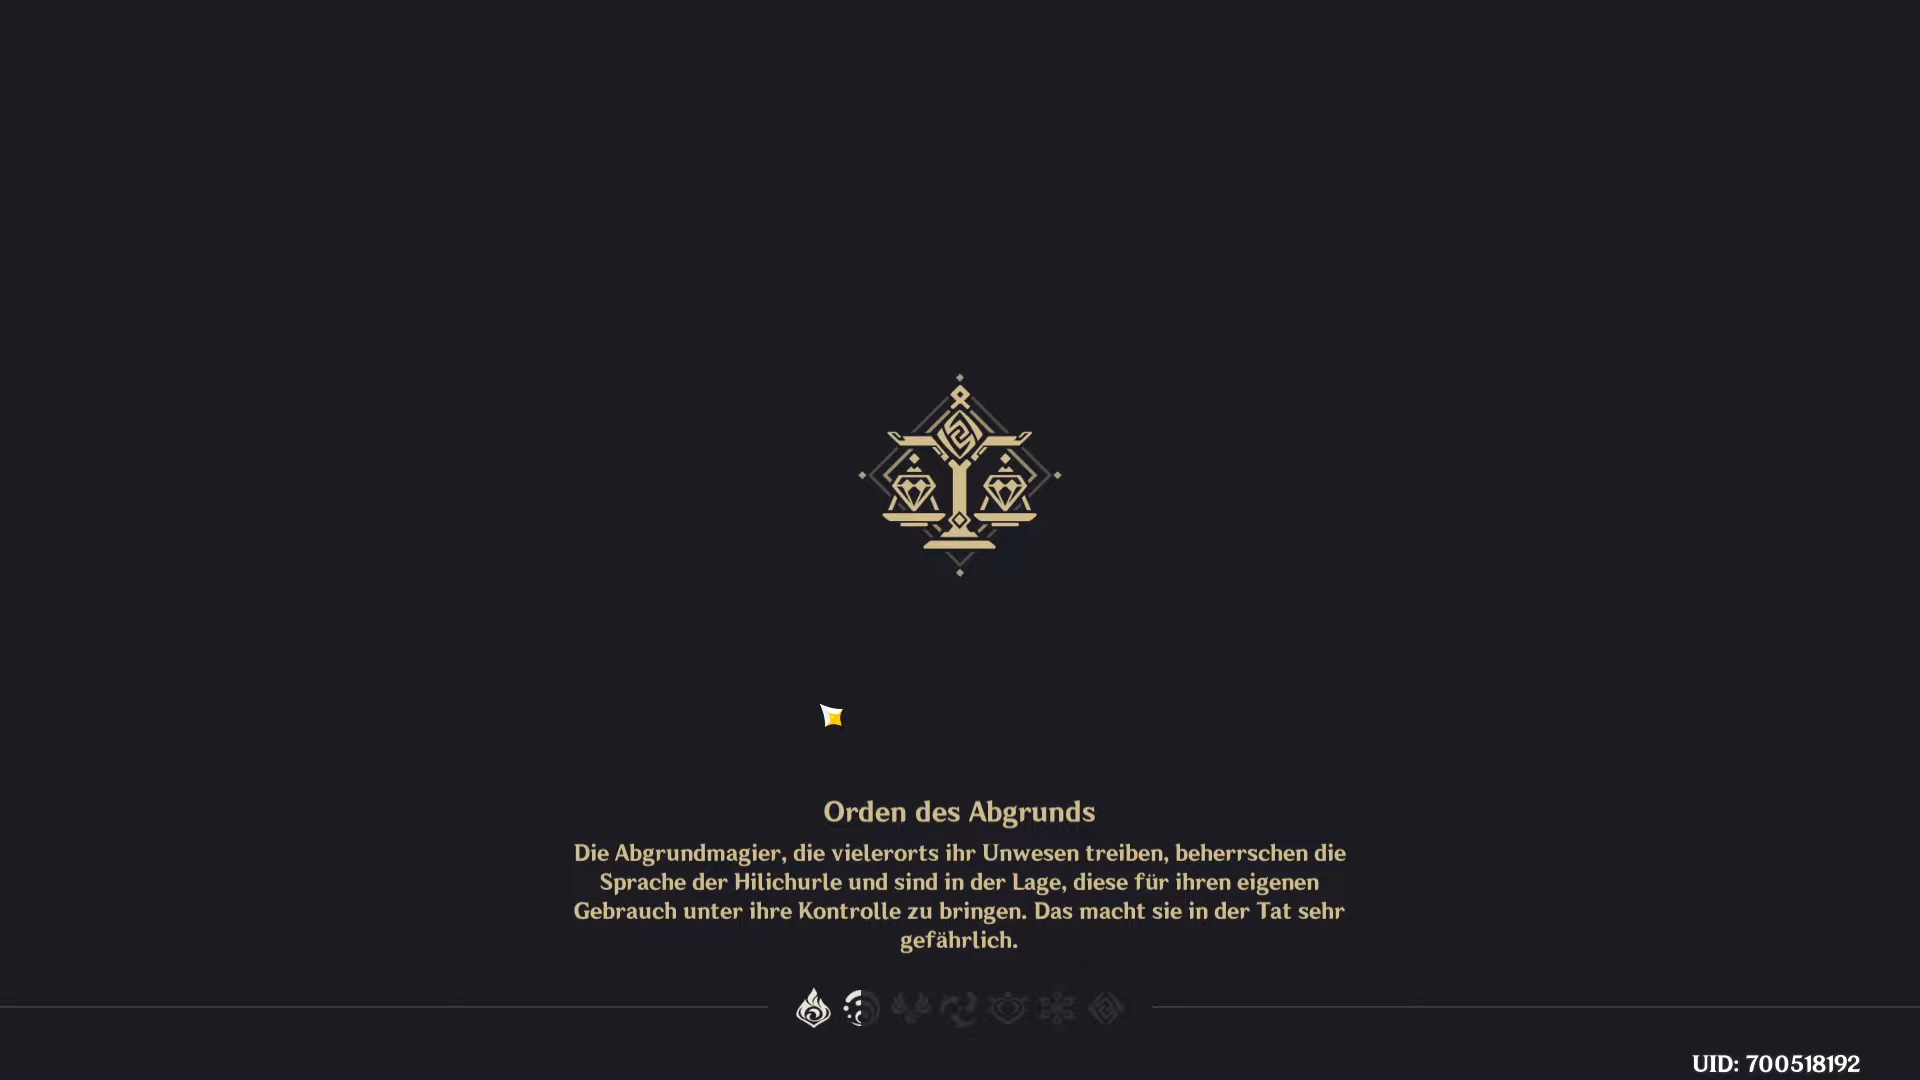 Orden des Abgrunds
Die Abgrundmagier, die vielerorts ihr Unwesen treiben, beherrschen die
Sprache der Hilichurle und sind in der Lage, diese für ihren eigenen
Gebrauch unter ihre Kontrolle zu bringen. Das macht sie in der Tat sehr
gefährlich.
UID: 700518192